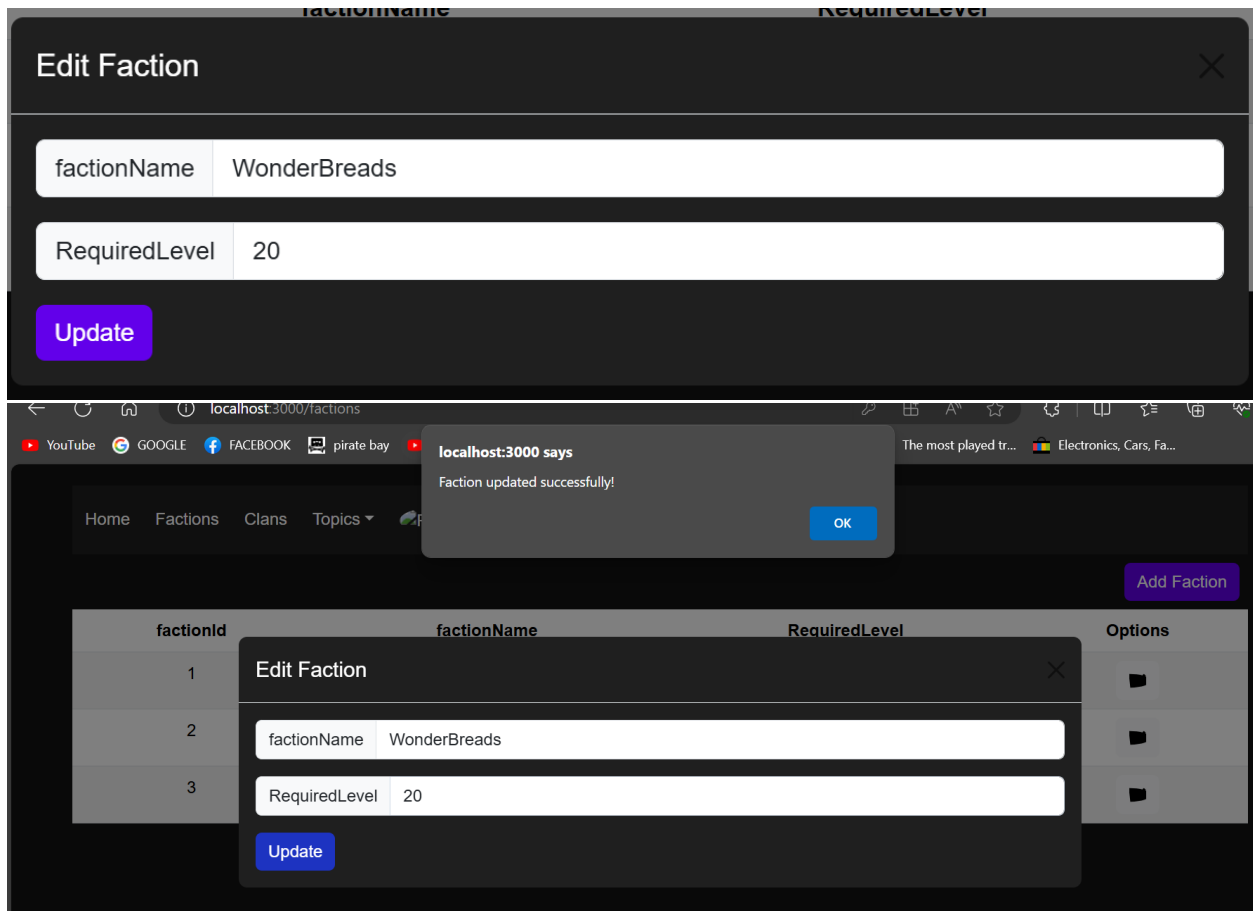 factionName RequiredLevel
Edit Faction
factionName WonderBreads
RequiredLevel 20
Update
localhost:3000/factions
YouTube GOOGLE FACEBOOK pirate bay The most played tr... Electronics, Cars, Fa...
localhost:3000 says
Faction updated successfully!
OK
Home Factions Clans Topics
Add Faction
factionId factionName RequiredLevel Options
1
Edit Faction
2
factionName WonderBreads
3
RequiredLevel 20
Update